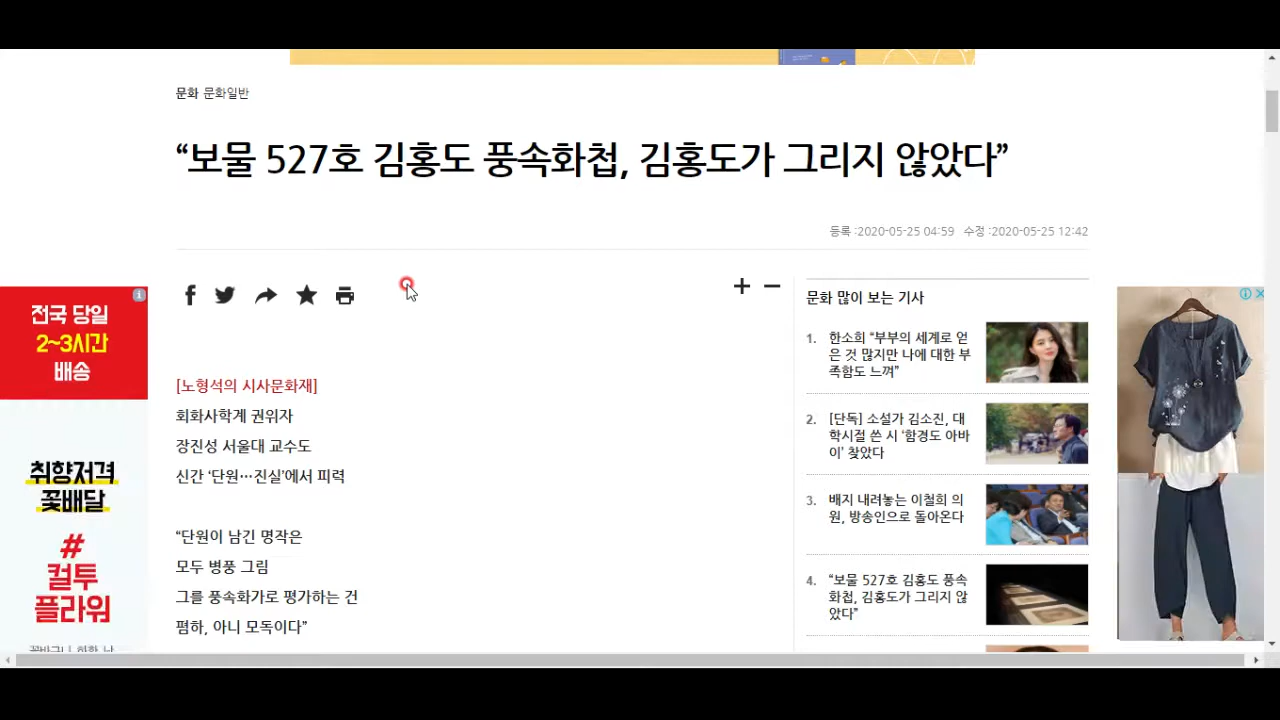 문화 문화일반
“보물 527호 김홍도 풍속화첩, 김홍도가 그리지 않았다”
등록 :2020-05-25 04:59 수정 :2020-05-25 12:42
[노형석의 시사문화재]
회화사학계 권위자
장진성 서울대 교수도
신간 ‘단원…진실’에서 피력
“단원이 남긴 명작은
모두 병풍 그림
그를 풍속화가로 평가하는 건
폄하, 아니 모독이다”
문화 많이 보는 기사
1. 한소희 “부부의 세계로 얻
은 것 많지만 나에 대한 부
족함도 느껴”
2. [단독] 소설가 김소진, 대
학시절 쓴 시 ‘함경도 아바
이’ 찾았다
3. 배지 내려놓는 이철희 의
원, 방송인으로 돌아온다
4. “보물 527호 김홍도 풍속
화첩, 김홍도가 그리지 않
았다”
전국 당일
2~3시간
배송
취향저격
꽃배달
#
컬투
플라워